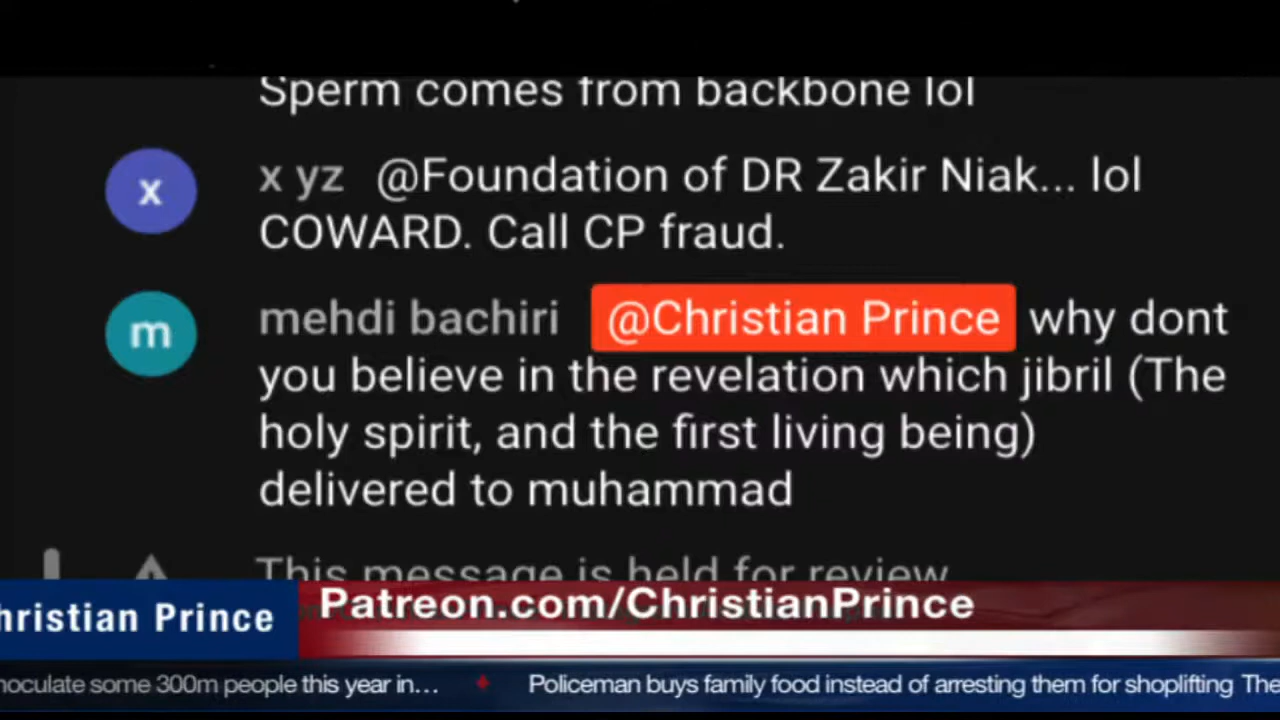 Sperm comes from backbone lol
x
x yz @Foundation of DR Zakir Niak... lol
COWARD. Call CP fraud.
m
mehdi bachiri @Christian Prince why dont
you believe in the revelation which jibril (The
holy spirit, and the first living being)
delivered to muhammad
This message is held for review
hristian Prince
Patreon.com/ChristianPrince
noculate some 300m people this year in... Policeman buys family food instead of arresting them for shoplifting The